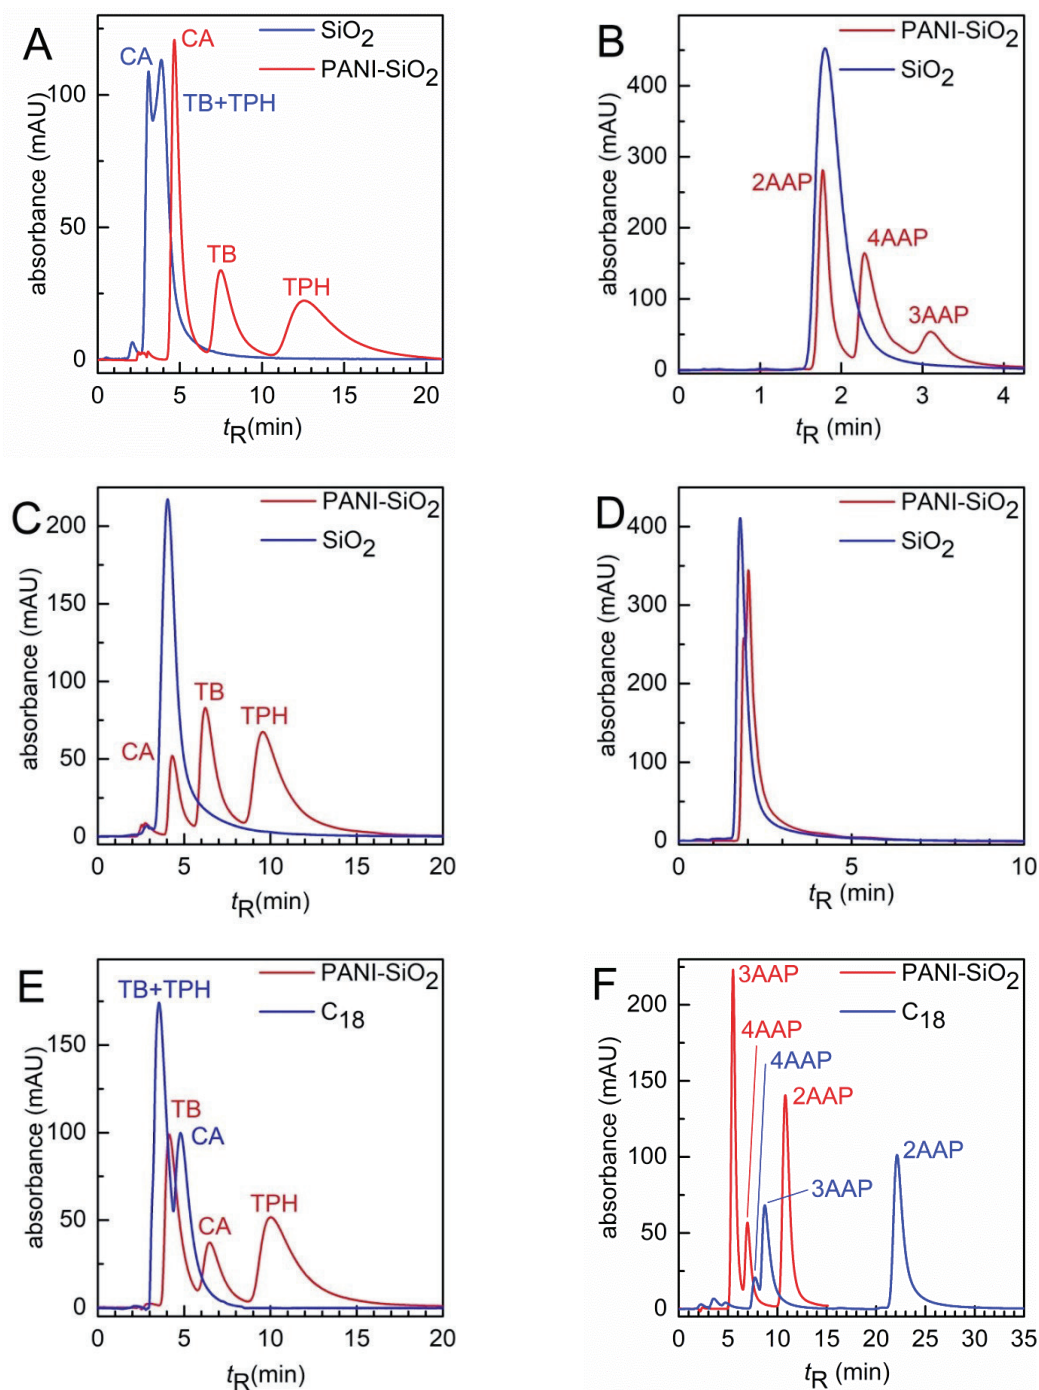 A
SiO2
PANI-SiO2
CA
CA
TB+TPH
TB
TPH
absorbance (mAU)
100
50
0
0 5 10 15 20
tR(min)
B
PANI-SiO2
SiO2
2AAP
4AAP
3AAP
absorbance (mAU)
400
300
200
100
0
0 1 2 3 4
tR (min)
C
PANI-SiO2
SiO2
CA
TB
TPH
absorbance (mAU)
200
150
100
50
0
0 5 10 15 20
tR(min)
D
PANI-SiO2
SiO2
absorbance (mAU)
400
300
200
100
0
0 5 10
tR (min)
E
PANI-SiO2
C18
TB+TPH
TB
CA
CA
TPH
absorbance (mAU)
150
100
50
0
0 5 10 15 20
tR(min)
F
PANI-SiO2
C18
3AAP
4AAP
4AAP
2AAP
3AAP
2AAP
absorbance (mAU)
200
150
100
50
0
0 5 10 15 20 25 30 35
tR (min)